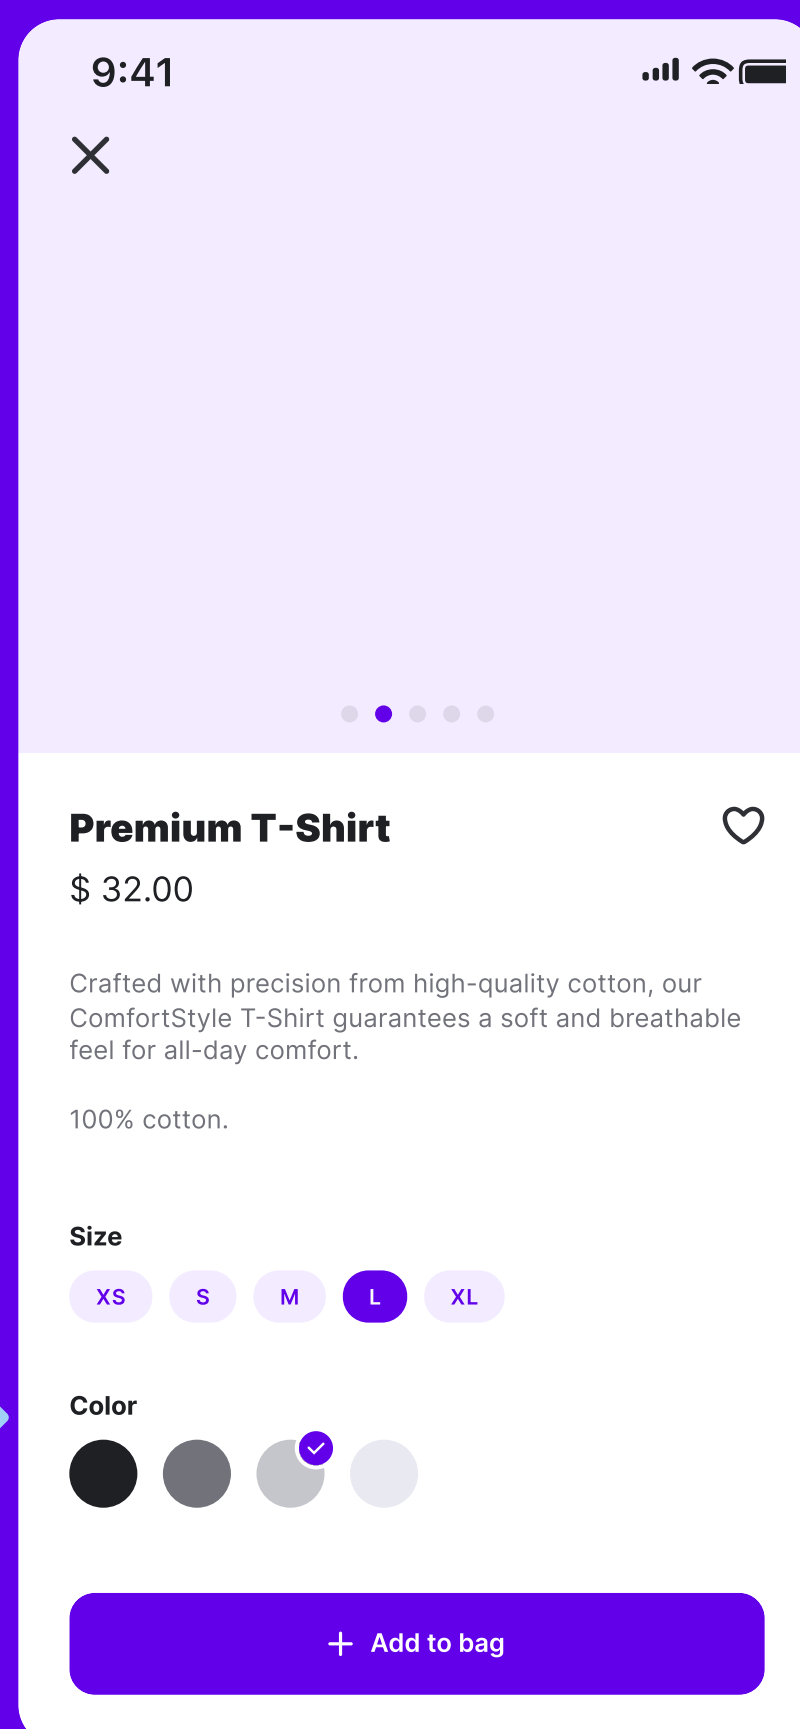 9:41
Premium T-Shirt
$ 32.00
Crafted with precision from high-quality cotton, our
ComfortStyle T-Shirt guarantees a soft and breathable
feel for all-day comfort.
100% cotton.
Size
XS S M L XL
Color
Add to bag